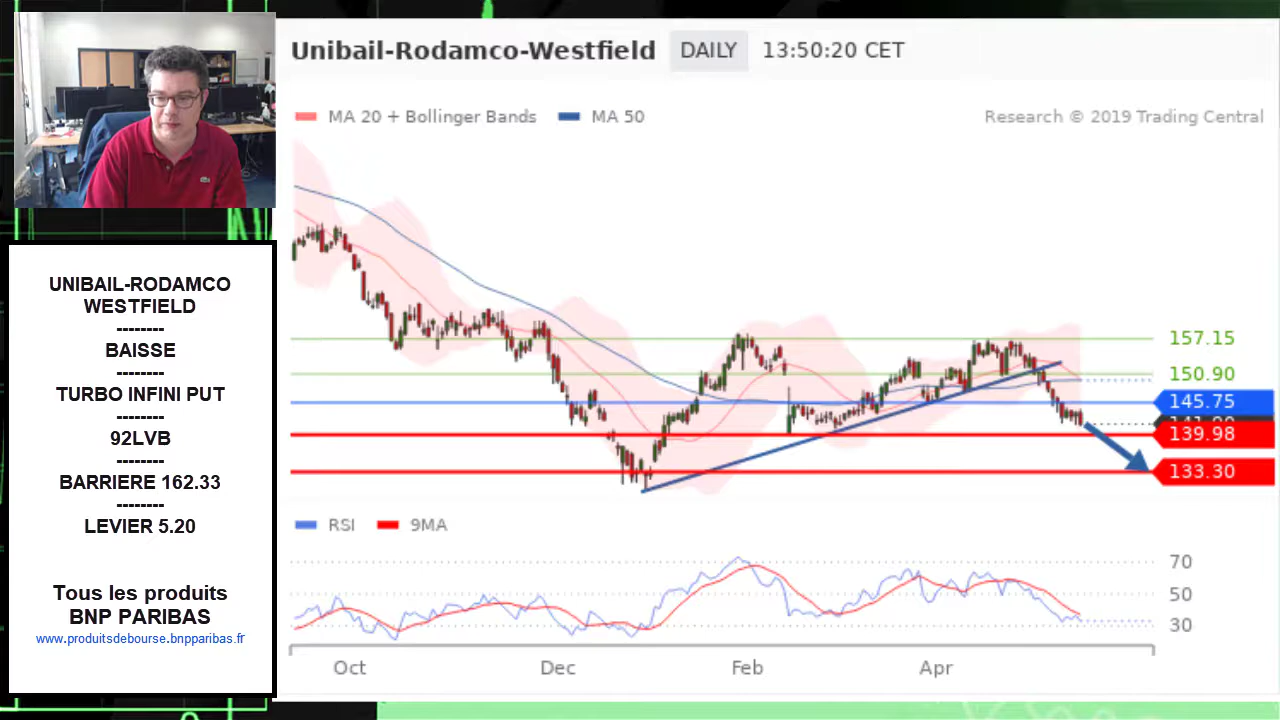 Unibail-Rodamco-Westfield DAILY 13:50:20 CET
MA 20 + Bollinger Bands MA 50
Research © 2019 Trading Central
157.15
150.90
145.75
139.98
133.30
RSI 9MA
70
50
30
Oct Dec Feb Apr
UNIBAIL-RODAMCO
WESTFIELD
--------
BAISSE
--------
TURBO INFINI PUT
--------
92LVB
--------
BARRIERE 162.33
--------
LEVIER 5.20
Tous les produits
BNP PARIBAS
www.produitsdebourse.bnpparibas.fr